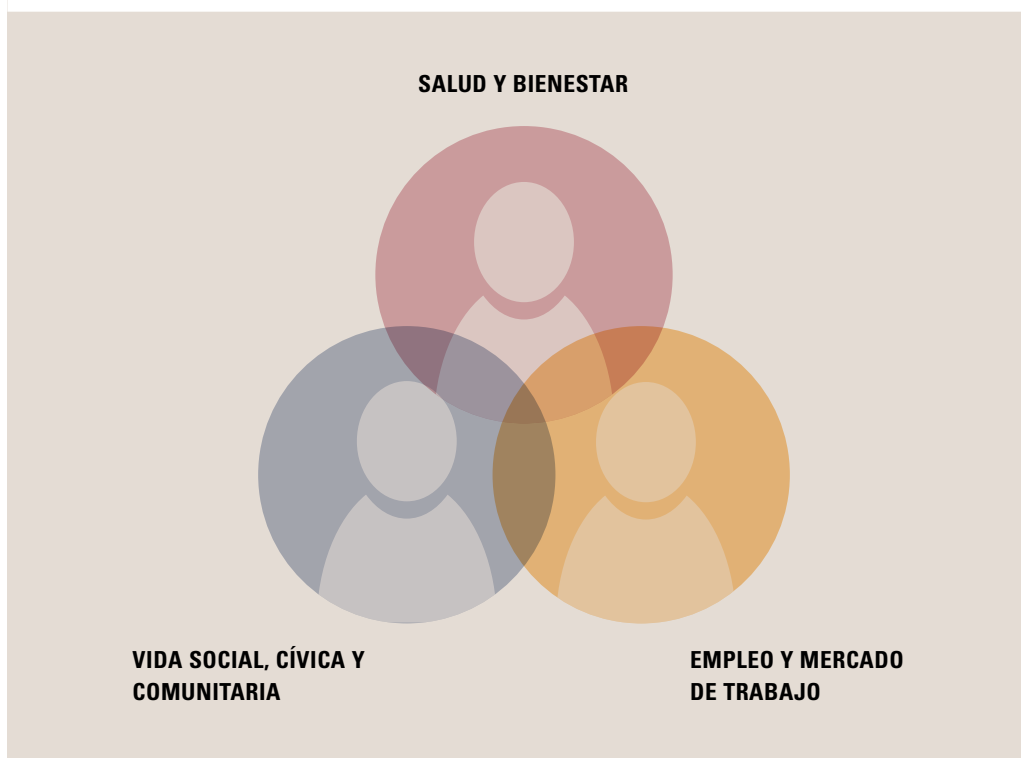 SALUD Y BIENESTAR
VIDA SOCIAL, CÍVICA Y
COMUNITARIA
EMPLEO Y MERCADO
DE TRABAJO